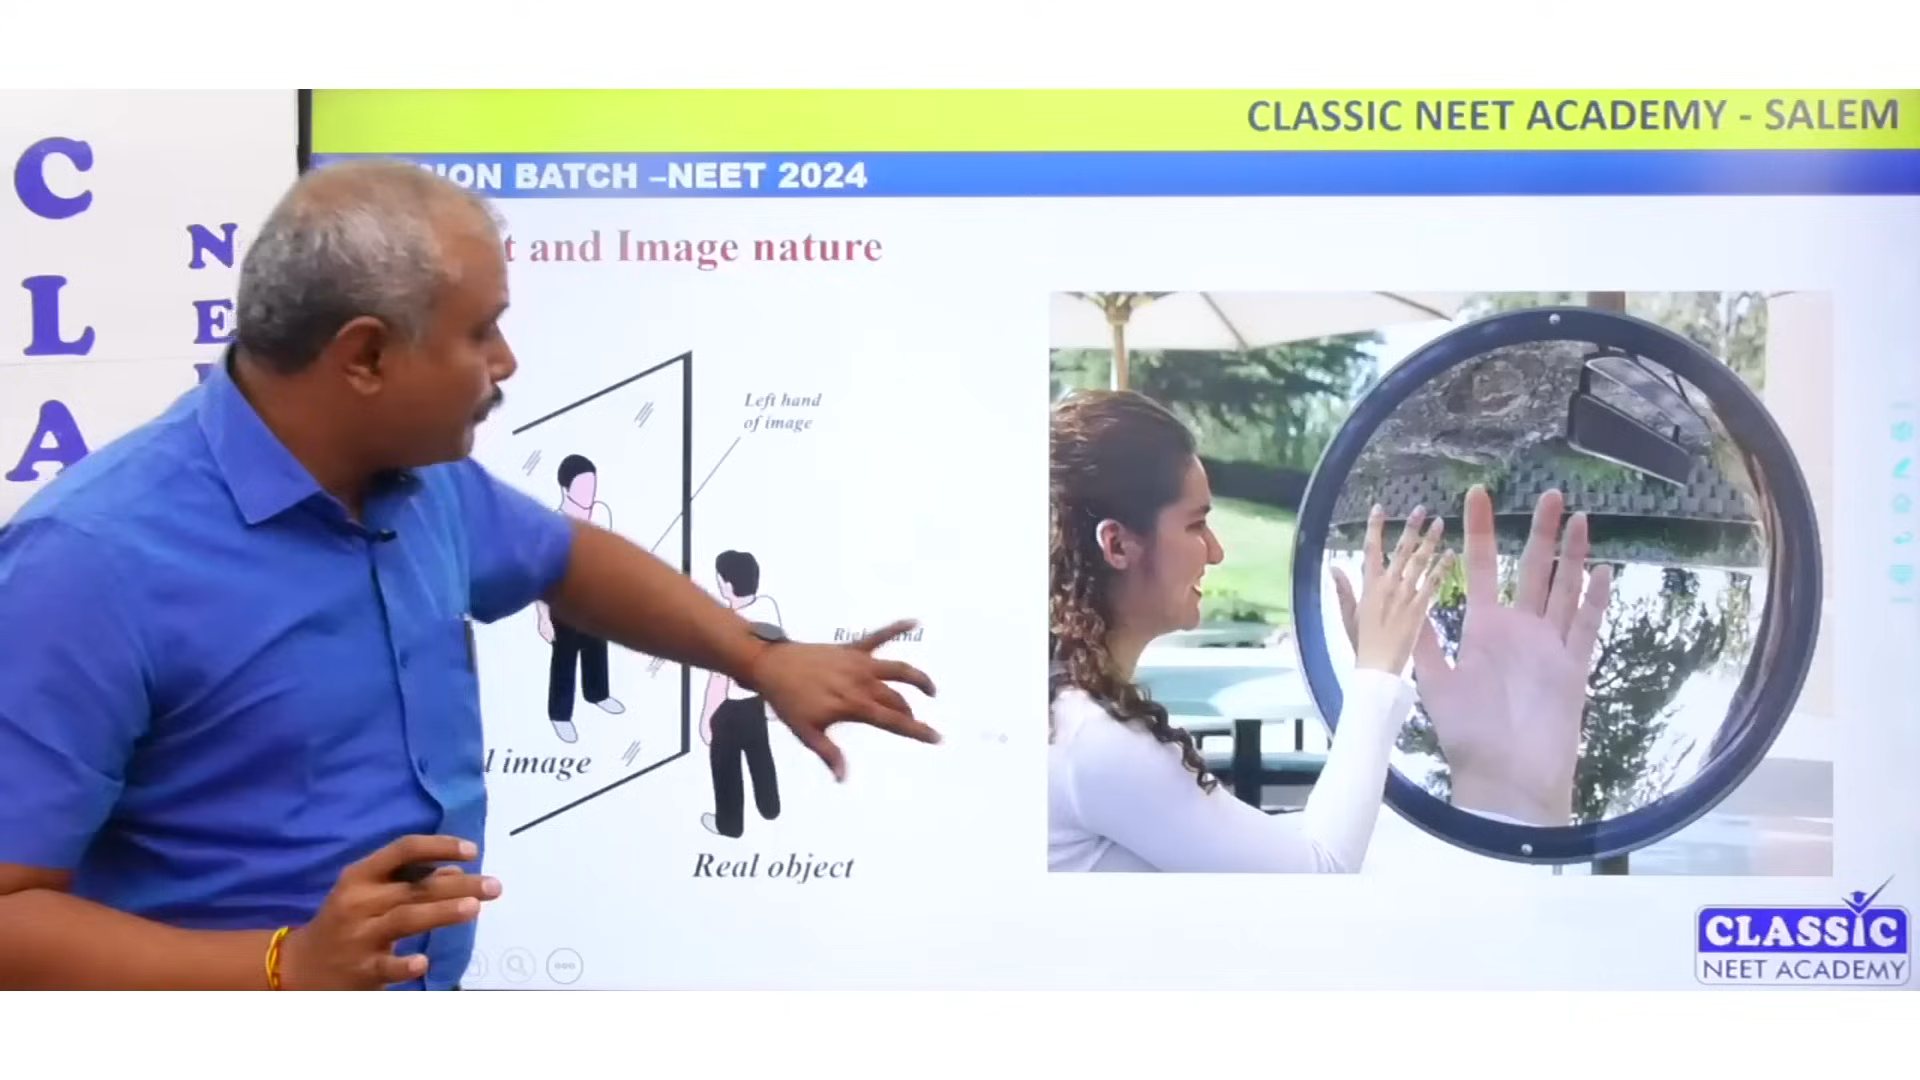 CLASSIC NEET ACADEMY - SALEM
C
L
A
N
E
ION BATCH –NEET 2024
t and Image nature
Left hand
of image
l image
Real object
CLASSIC
NEET ACADEMY